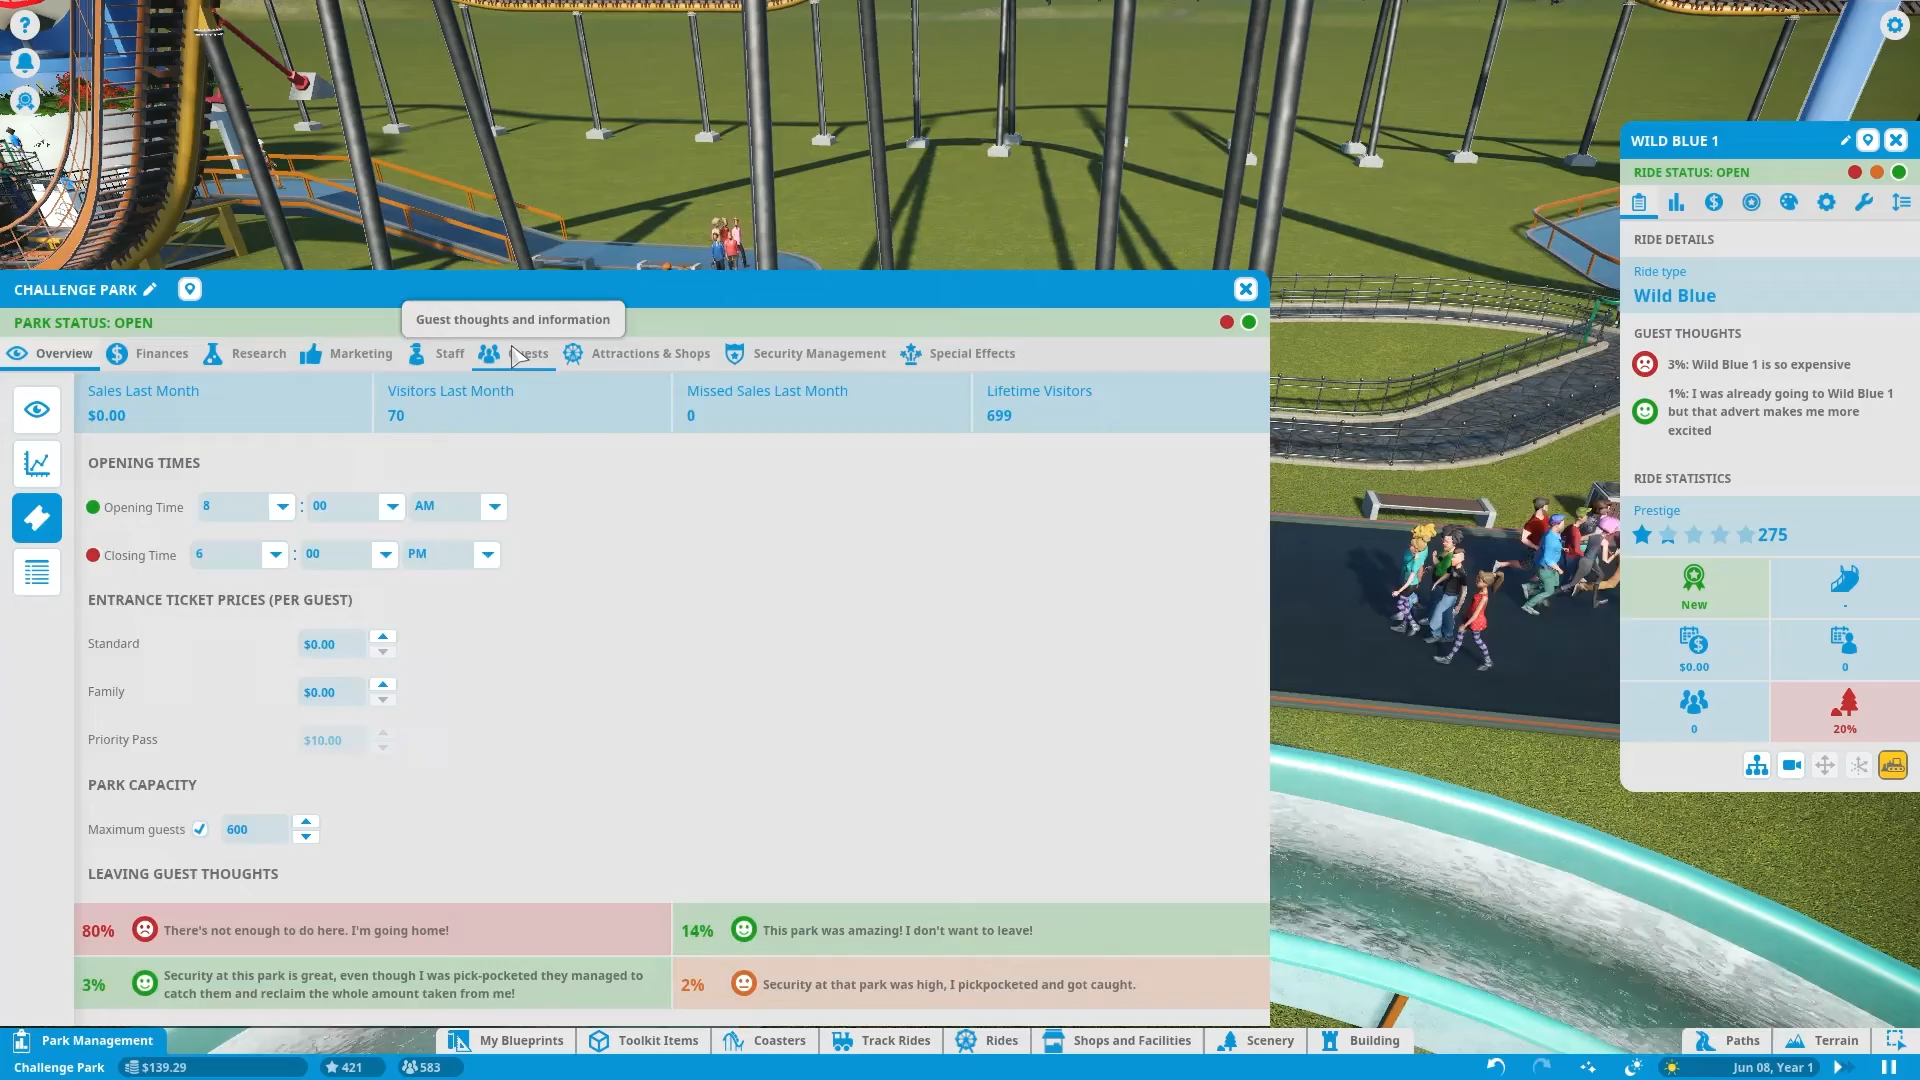 WILD BLUE 1
RIDE STATUS: OPEN
RIDE DETAILS
Ride type
Wild Blue
GUEST THOUGHTS
3%: Wild Blue 1 is so expensive
1%: I was already going to Wild Blue 1
but that advert makes me more
excited
RIDE STATISTICS
Prestige
275
New
-
$0.00
0
0
20%
CHALLENGE PARK
Guest thoughts and information
PARK STATUS: OPEN
Overview
Finances
Research
Marketing
Staff
Guests
Attractions & Shops
Security Management
Special Effects
Sales Last Month
$0.00
Visitors Last Month
70
Missed Sales Last Month
0
Lifetime Visitors
699
OPENING TIMES
Opening Time 8 : 00 AM
Closing Time 6 : 00 PM
ENTRANCE TICKET PRICES (PER GUEST)
Standard $0.00
Family $0.00
Priority Pass $10.00
PARK CAPACITY
Maximum guests 600
LEAVING GUEST THOUGHTS
80% There's not enough to do here. I'm going home!
14% This park was amazing! I don't want to leave!
3% Security at this park is great, even though I was pick-pocketed they managed to
catch them and reclaim the whole amount taken from me!
2% Security at that park was high, I pickpocketed and got caught.
Park Management
My Blueprints
Toolkit Items
Coasters
Track Rides
Rides
Shops and Facilities
Scenery
Building
Paths
Terrain
Challenge Park
$139.29
421
583
Jun 08, Year 1